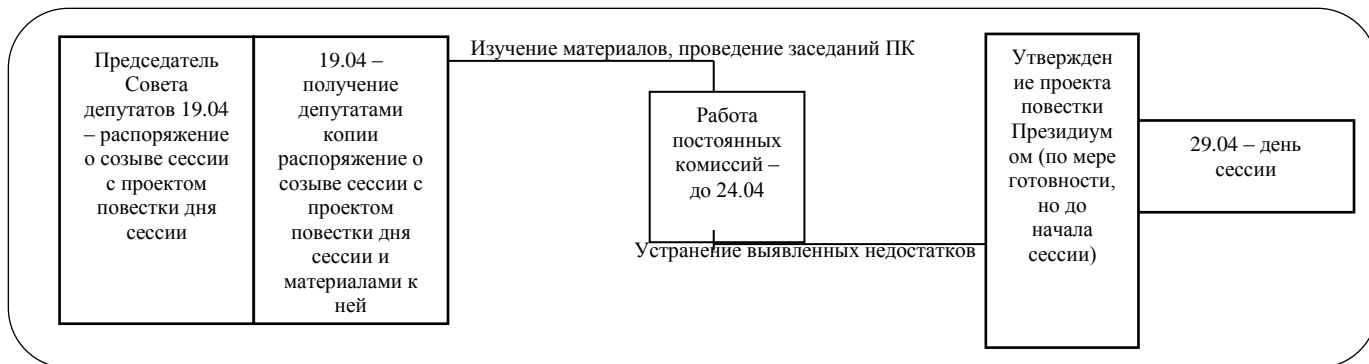 Председатель
Совета
депутатов 19.04
– распоряжение
о созыве сессии
с проектом
повестки дня
сессии
19.04 –
получение
депутатами
копии
распоряжение о
созыве сессии с
проектом
повестки дня
сессии и
материалами к
ней
Изучение материалов, проведение заседаний ПК
Работа
постоянных
комиссий –
до 24.04
Устранение выявленных недостатков
Утвержден
ие проекта
повестки
Президиум
ом (по мере
готовности,
но до
начала
сессии)
29.04 – день
сессии